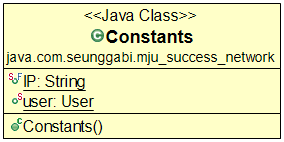 <<Java Class>>
C Constants
java.com.seunggabi.mju_success_network
S F IP: String
S user: User
C Constants()